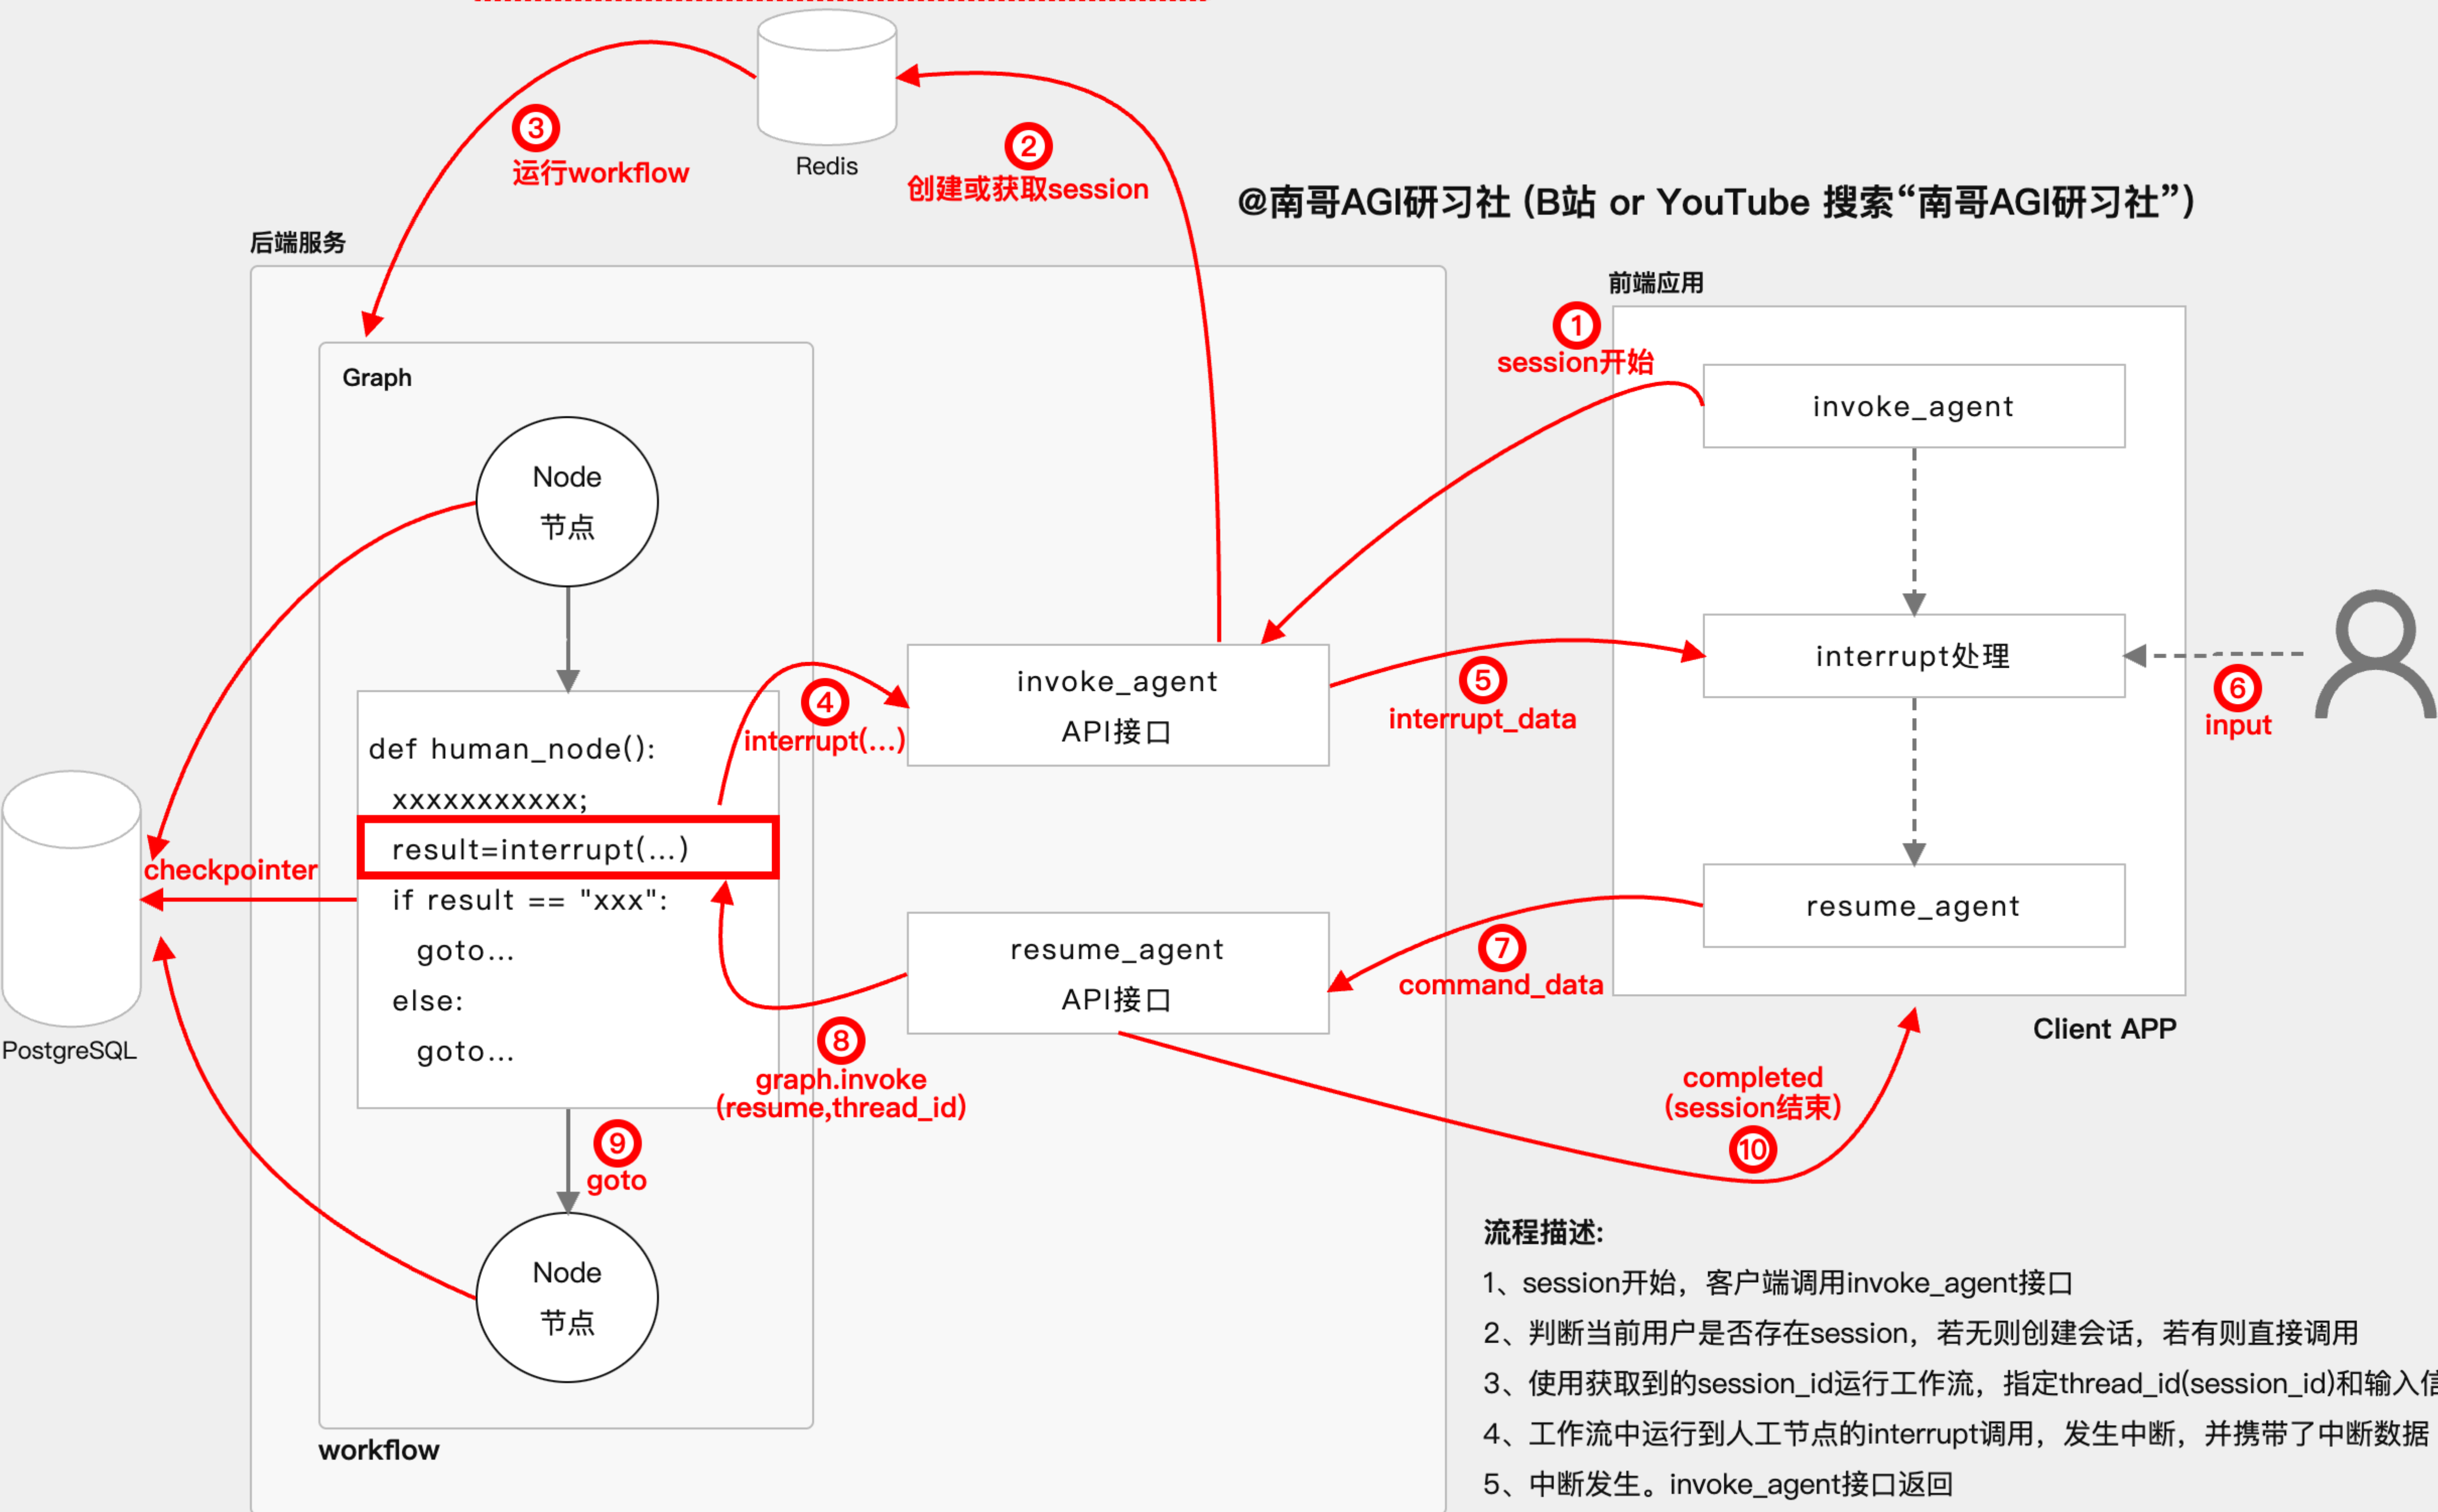 ③
运行workflow
Redis
②
创建或获取session
@南哥AGI研习社 (B站 or YouTube 搜索“南哥AGI研习社”)
后端服务
前端应用
①
session开始
Graph
invoke_agent
Node
节点
interrupt处理
⑥
input
invoke_agent
API接口
④
interrupt(...)
⑤
interrupt_data
def human_node():
xxxxxxxxxxx;
result=interrupt(...)
if result == "xxx":
goto...
else:
goto...
checkpointer
PostgreSQL
resume_agent
resume_agent
API接口
⑦
command_data
Client APP
⑧
graph.invoke
(resume,thread_id)
completed
(session结束)
⑩
⑨
goto
Node
节点
workflow
流程描述:
1、session开始，客户端调用invoke_agent接口
2、判断当前用户是否存在session，若无则创建会话，若有则直接调用
3、使用获取到的session_id运行工作流，指定thread_id(session_id)和输入信
4、工作流中运行到人工节点的interrupt调用，发生中断，并携带了中断数据
5、中断发生。invoke_agent接口返回